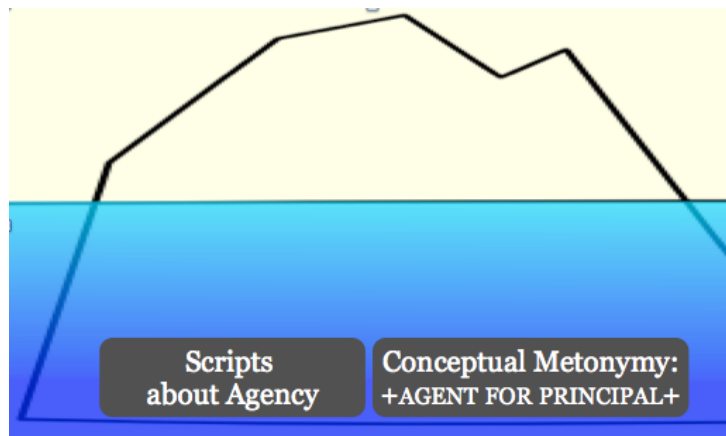 Scripts
about Agency
Conceptual Metonymy:
+AGENT FOR PRINCIPAL+